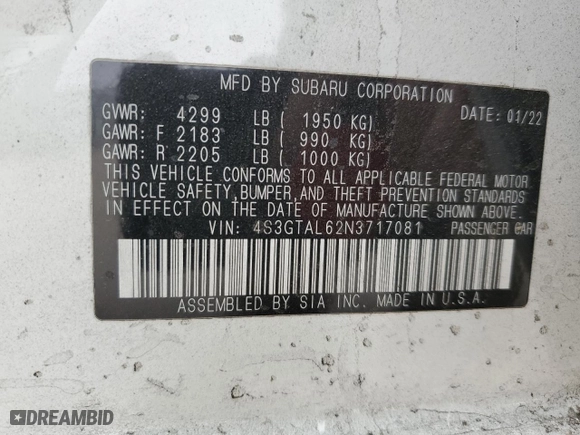 MFD BY SUBARU CORPORATION
GVWR: 4299 LB ( 1950 KG) DATE: 01/22
GAWR: F 2183 LB ( 990 KG)
GAWR: R 2205 LB ( 1000 KG)
THIS VEHICLE CONFORMS TO ALL APPLICABLE FEDERAL MOTOR
VEHICLE SAFETY, BUMPER, AND THEFT PREVENTION STANDARDS
IN EFFECT ON THE DATE OF MANUFACTURE SHOWN ABOVE.
VIN: 4S3GTAL62N3717081 PASSENGER CAR
ASSEMBLED BY SIA INC. MADE IN U.S.A.
DREAMBID